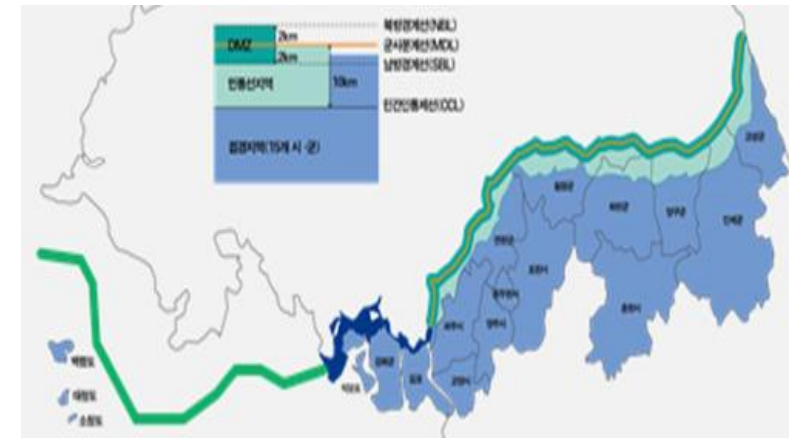 북방경계선(NBL)
2km
DMZ
군사분계선(MDL)
2km
남방경계선(SBL)
민통선지역
10km
민간인통제선(CCL)
접경지역(15개 시·군)
고성군
철원군
화천군
양구군
인제군
연천군
포천시
동두천시
춘천시
파주시
양주시
백령도
강화군
김포
고양시
대청도
소청도